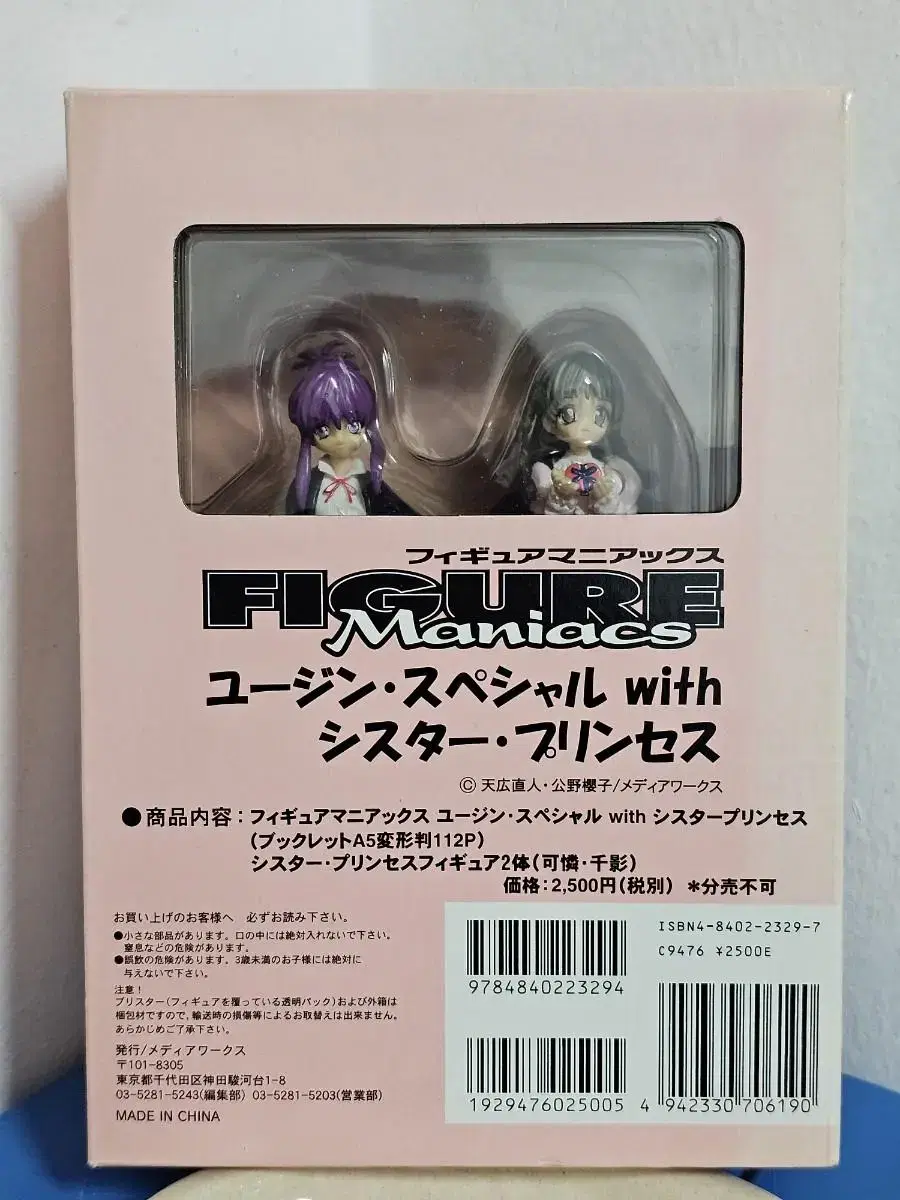 フィギュアマニアックス
FIGURE
Maniacs
ユージン・スペシャル with
シスター・プリンセス
© 天広直人・公野櫻子/メディアワークス
●商品内容：フィギュアマニアックス ユージン・スペシャル with シスタープリンセス
(ブックレットA5変形判112P)
シスター・プリンセスフィギュア2体(可憐・千影)
価格：2,500円(税別) *分売不可
お買い上げのお客様へ 必ずお読み下さい。
●小さな部品があります。口の中には絶対入れないで下さい。
窒息などの危険があります。
●誤飲の危険があります。3歳未満のお子様には絶対に
与えないで下さい。
注意！
ブリスター(フィギュアを覆っている透明パック)および外箱は
梱包材ですので、輸送時の損傷等によるお取替えは出来ません。
あらかじめご了承下さい。
発行/メディアワークス
〒101-8305
東京都千代田区神田駿河台1-8
03-5281-5243(編集部) 03-5281-5203(営業部)
MADE IN CHINA
ISBN4-8402-2329-7
C9476 ¥2500E
9784840223294
1929476025005
4 942330 706190